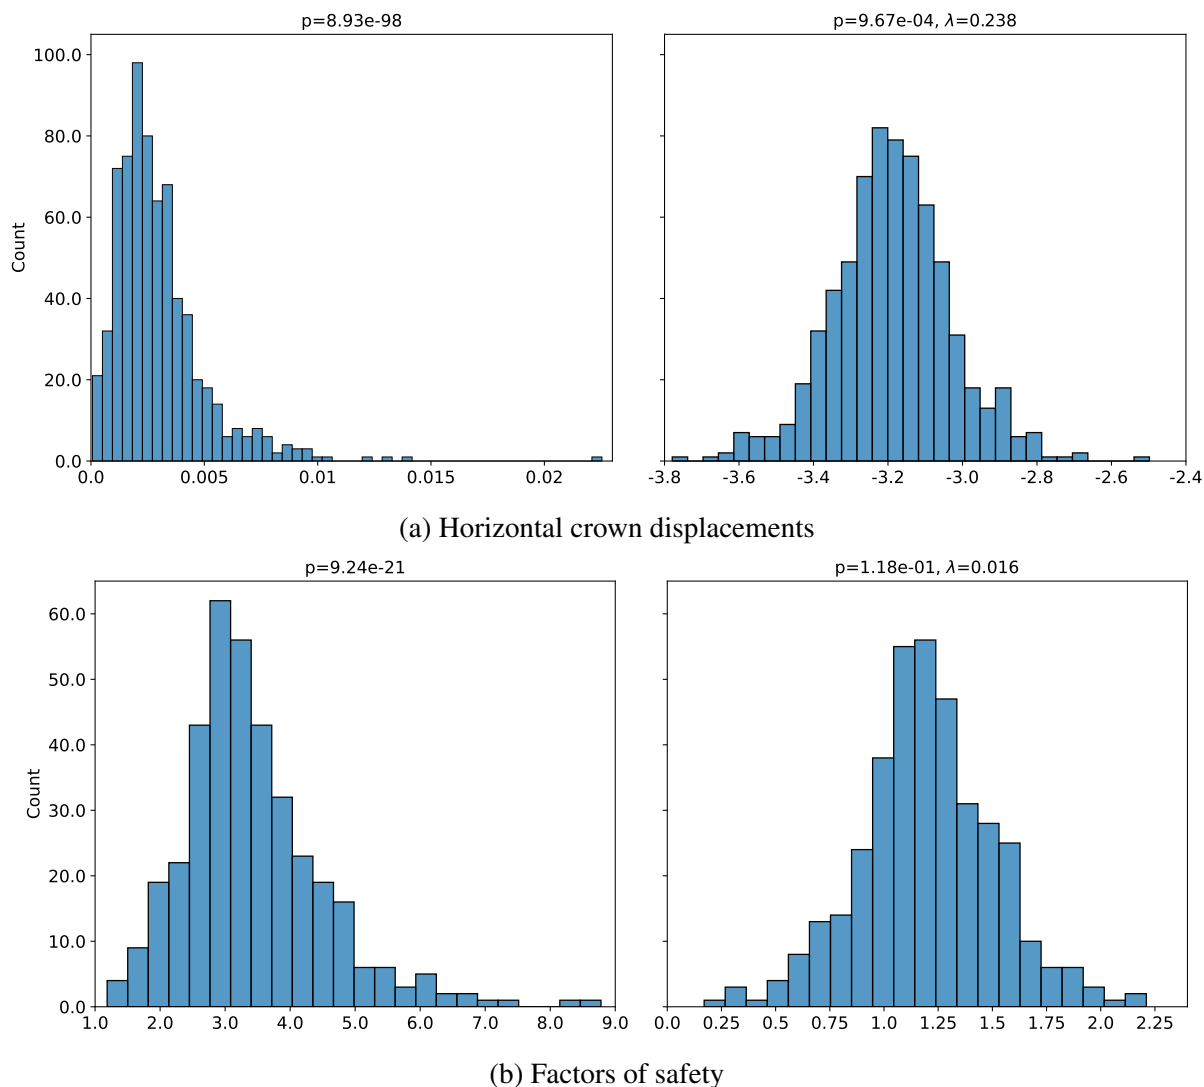 p=8.93e-98
p=9.67e-04, λ=0.238
100.0
80.0
60.0
40.0
20.0
0.0
Count
0.0 0.005 0.01 0.015 0.02
-3.8 -3.6 -3.4 -3.2 -3.0 -2.8 -2.6 -2.4
(a) Horizontal crown displacements
p=9.24e-21
p=1.18e-01, λ=0.016
60.0
50.0
40.0
30.0
20.0
10.0
0.0
Count
1.0 2.0 3.0 4.0 5.0 6.0 7.0 8.0 9.0
0.0 0.25 0.5 0.75 1.0 1.25 1.5 1.75 2.0 2.25
(b) Factors of safety